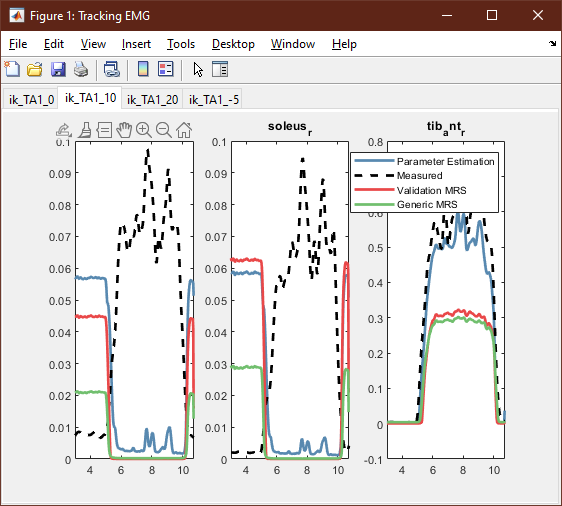 Figure 1: Tracking EMG
File Edit View Insert Tools Desktop Window Help
ik_TA1_0 ik_TA1_10 ik_TA1_20 ik_TA1_-5
soleus_r tib_ant_r
0.1
0.09
0.08
0.07
0.06
0.05
0.04
0.03
0.02
0.01
0
4 6 8 10
0.1
0.09
0.08
0.07
0.06
0.05
0.04
0.03
0.02
0.01
0
4 6 8 10
0.8
Parameter Estimation
Measured
Validation MRS
Generic MRS
0.6
0.5
0.4
0.3
0.2
0.1
0
-0.1
4 6 8 10